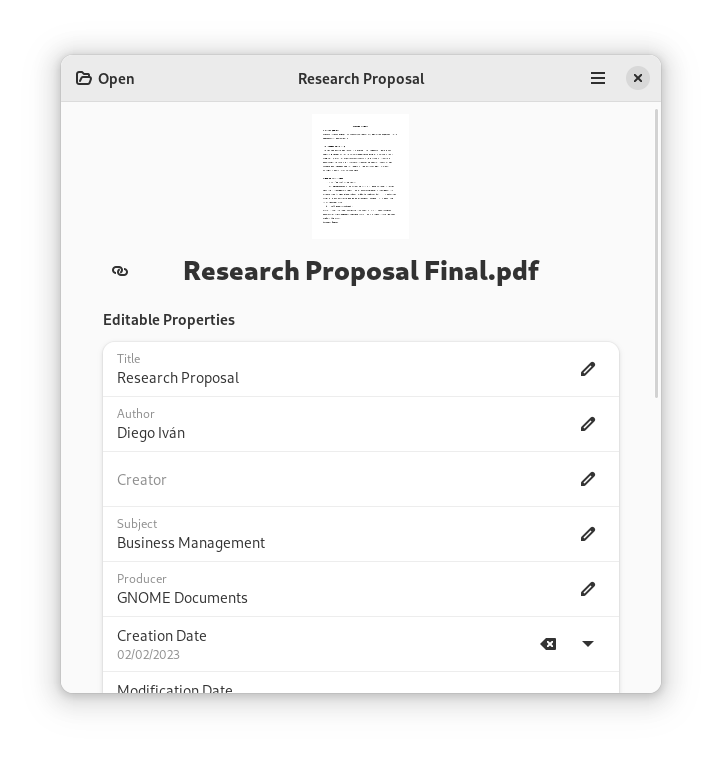 Open
Research Proposal
Research Proposal Final.pdf
Editable Properties
Title
Research Proposal
Author
Diego Iván
Creator
Subject
Business Management
Producer
GNOME Documents
Creation Date
02/02/2023
Modification Date